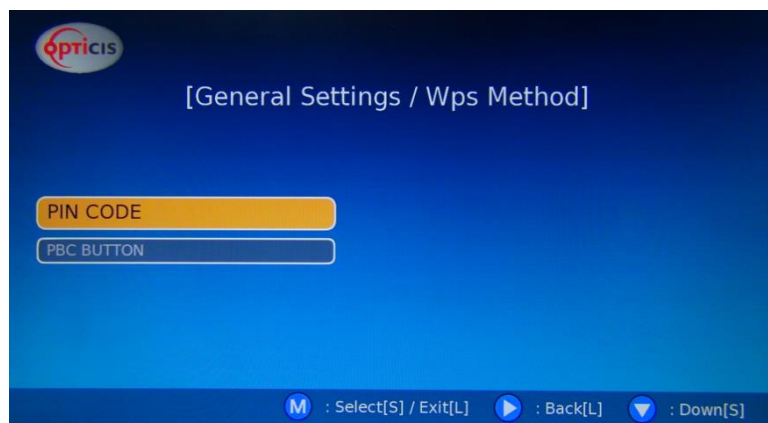 OPTICIS
[General Settings / Wps Method]
PIN CODE
PBC BUTTON
M : Select[S] / Exit[L] : Back[L] : Down[S]